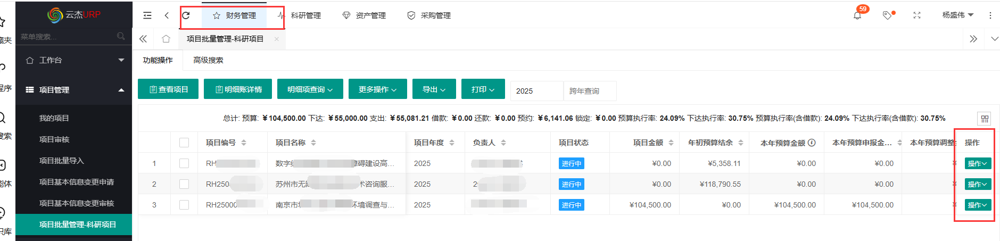 云杰URP
财务管理
科研管理
资产管理
采购管理
59
杨盛伟
藏夹
菜单搜索...
项目批量管理-科研项目 ×
工作台
功能操作
高级搜索
程序
项目管理
查看项目
明细账详情
明细项查询
更多操作
导出
打印
2025
跨年查询
我的项目
总计: 预算: ¥104,500.00 下达: ¥55,000.00 支出: ¥55,081.21 借款: ¥0.00 还款: ¥0.00 预约: ¥6,141.06 锁定: ¥0.00 预算执行率: 24.09% 下达执行率: 30.75% 预算执行率(含借款): 24.09% 下达执行率(含借款): 30.75%
搜索
项目审核
项目编号 项目名称 项目年度 负责人 项目状态 项目金额 年初预算结余 本年预算金额 本年预算申报金... 本年预算调整 操作
项目批量导入
1 RH 数字 障碍建设高... 2025 进行中 ¥0.00 ¥5,358.11 ¥0.00 ¥0.00 ¥ 操作
能体
项目基本信息变更申请
2 RH250 苏州市无 术咨询服... 2025 2 进行中 ¥0.00 ¥118,790.55 ¥0.00 ¥0.00 ¥ 操作
项目基本信息变更审核
3 RH25000 南京市 环境调查与... 2025 进行中 ¥104,500.00 ¥0.00 ¥104,500.00 ¥104,500.00 ¥ 操作
项目批量管理-科研项目
识库